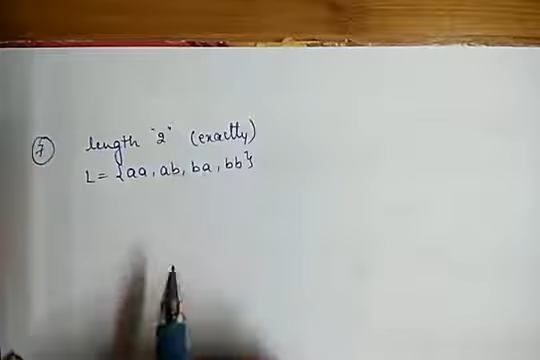 7 length "2" (exactly)
L = {aa, ab, ba, bb}